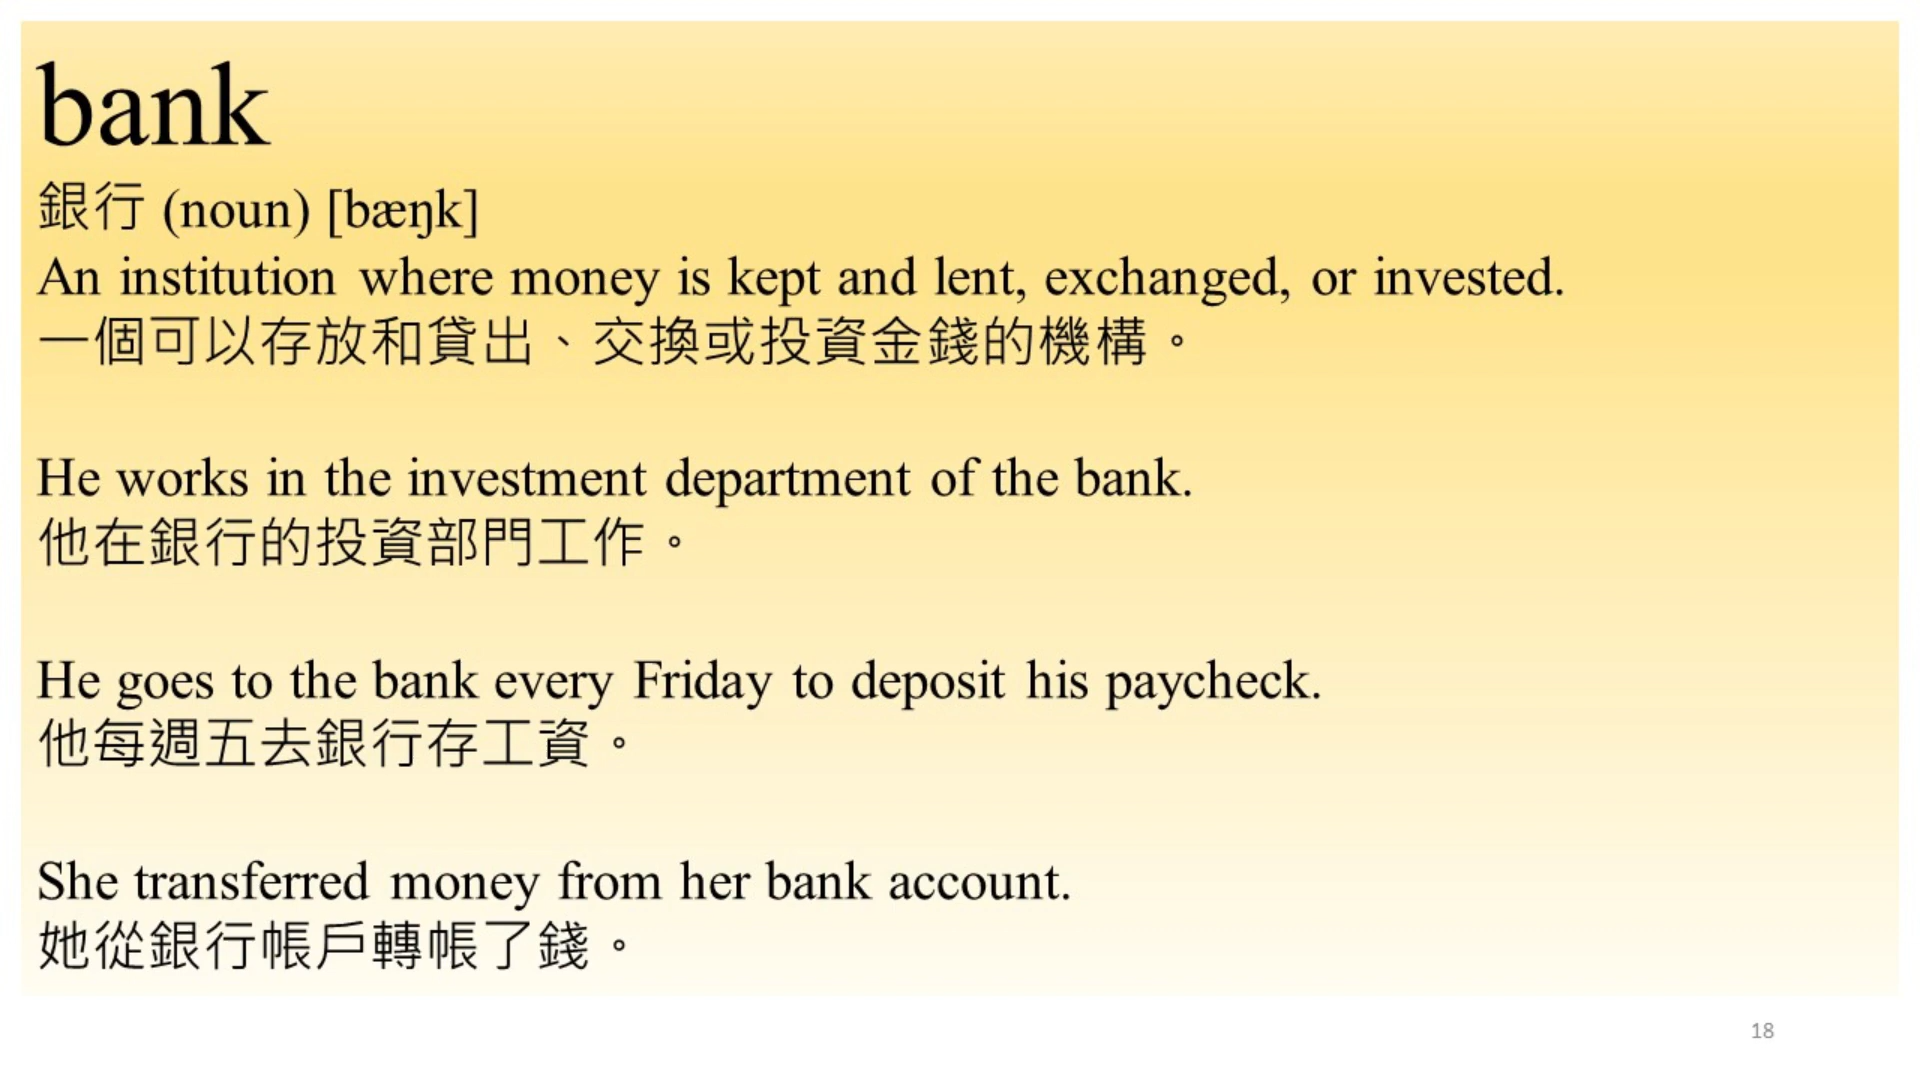 bank
銀行 (noun) [bæŋk]
An institution where money is kept and lent, exchanged, or invested.
一個可以存放和貸出、交換或投資金錢的機構。
He works in the investment department of the bank.
他在銀行的投資部門工作。
He goes to the bank every Friday to deposit his paycheck.
他每週五去銀行存工資。
She transferred money from her bank account.
她從銀行帳戶轉帳了錢。
18